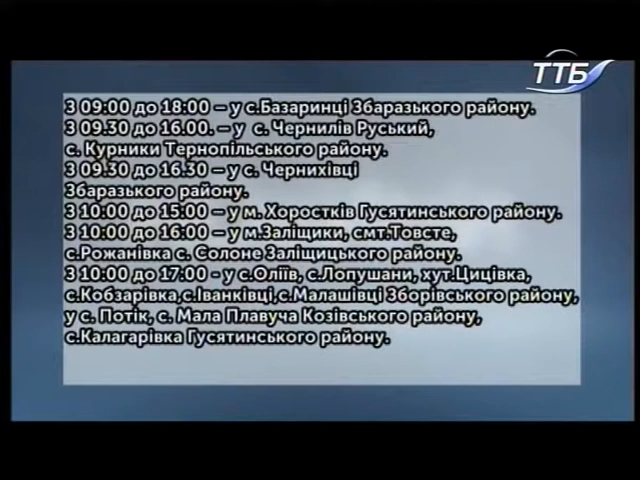 ТТБ
З 09:00 до 18:00 – у с.Базаринці Збаразького району.
З 09.30 до 16.00. – у с. Чернилів Руський,
с. Курники Тернопільського району.
З 09.30 до 16.30 – у с. Чернихівці
Збаразького району.
З 10:00 до 15:00 – у м. Хоростків Гусятинського району.
З 10:00 до 16:00 – у м.Заліщики, смт.Товсте,
с.Рожанівка с. Солоне Заліщицького району.
З 10:00 до 17:00 - у с.Оліїв, с.Лопушани, хут.Цицівка,
с.Кобзарівка,с.Іванківці,с.Малашівці Зборівського району,
у с. Потік, с. Мала Плавуча Козівського району,
с.Калагарівка Гусятинського району.